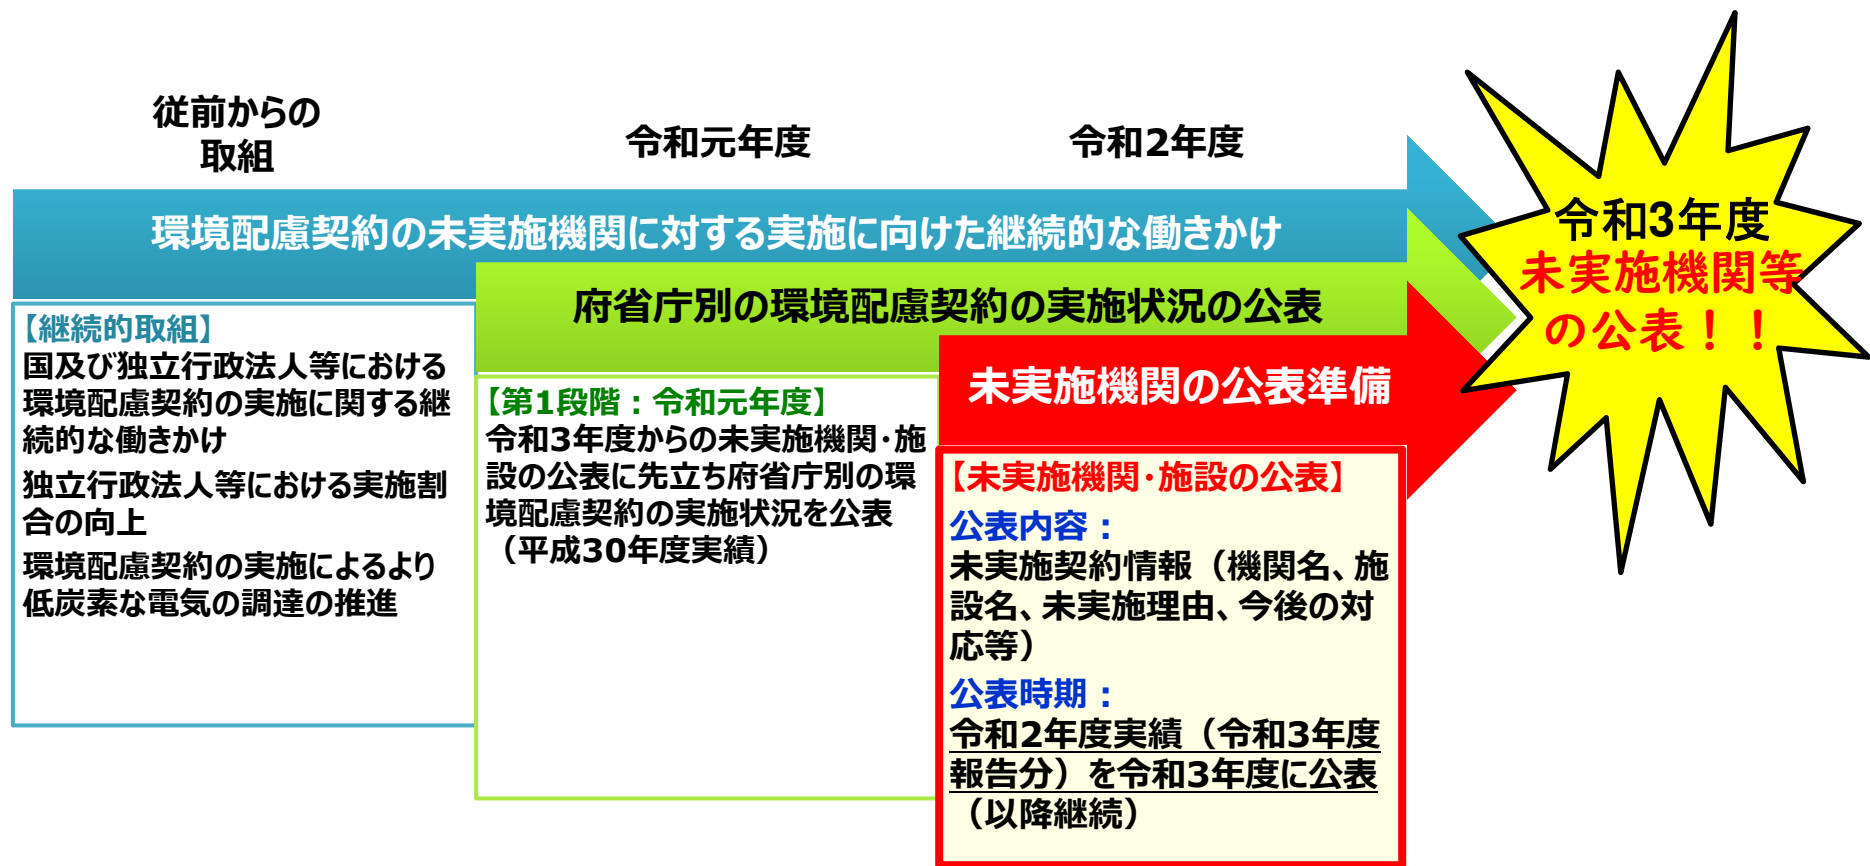 従前からの
取組
令和元年度
令和2年度
環境配慮契約の未実施機関に対する実施に向けた継続的な働きかけ
府省庁別の環境配慮契約の実施状況の公表
未実施機関の公表準備
令和3年度
未実施機関等
の公表！！
【継続的取組】
国及び独立行政法人等における
環境配慮契約の実施に関する継
続的な働きかけ
独立行政法人等における実施割
合の向上
環境配慮契約の実施によるより
低炭素な電気の調達の推進
【第1段階：令和元年度】
令和3年度からの未実施機関・施
設の公表に先立ち府省庁別の環
境配慮契約の実施状況を公表
（平成30年度実績）
【未実施機関・施設の公表】
公表内容：
未実施契約情報（機関名、施
設名、未実施理由、今後の対
応等）
公表時期：
令和2年度実績（令和3年度
報告分）を令和3年度に公表
（以降継続）